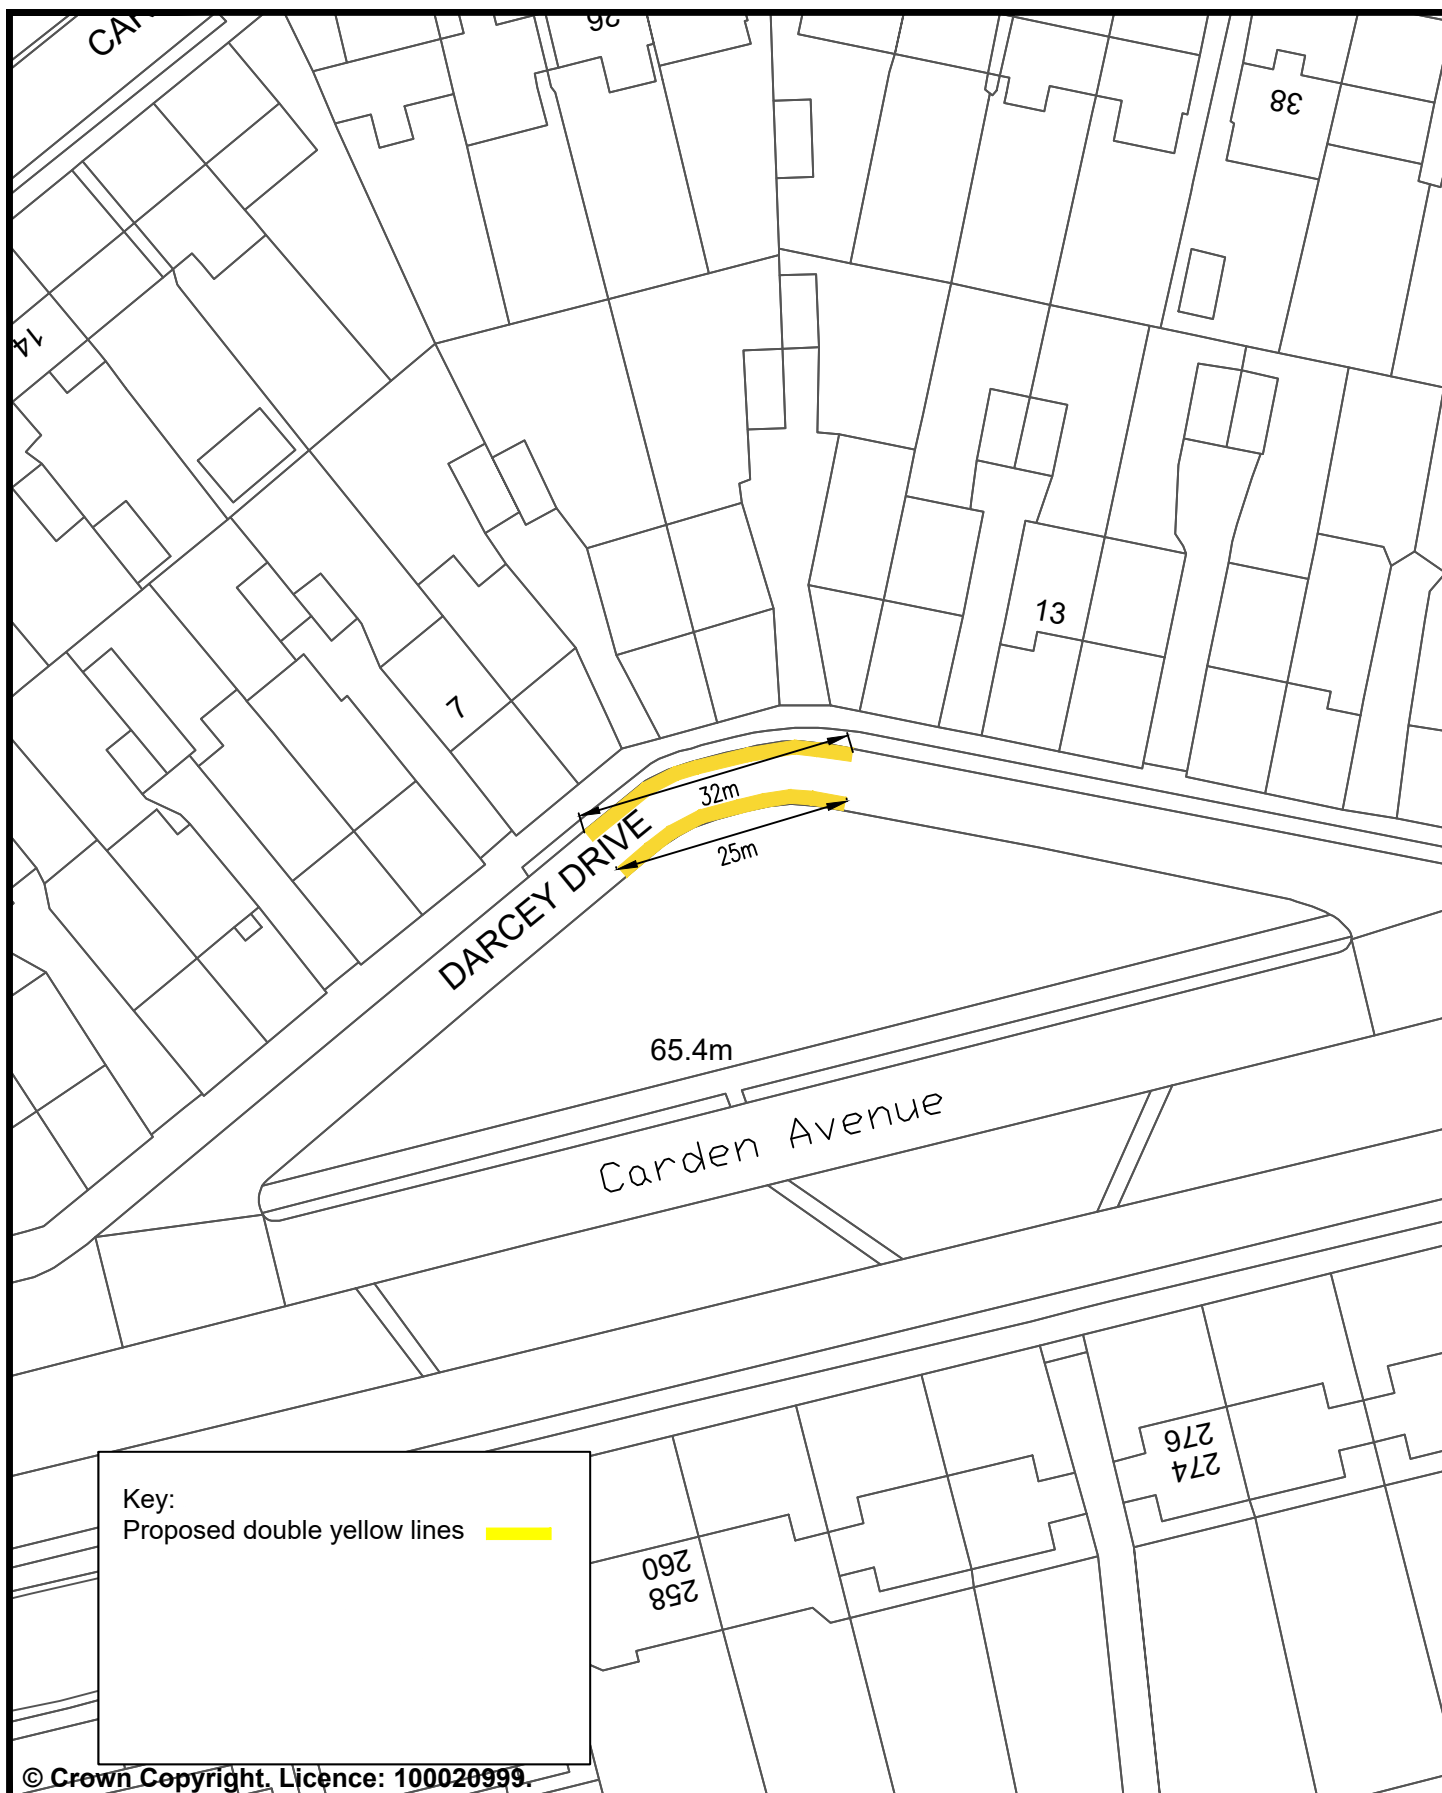 26
38
14
13
7
32m
25m
DARCEY DRIVE
65.4m
Carden Avenue
276
274
260
258
Key:
Proposed double yellow lines
© Crown Copyright. Licence: 100020999.